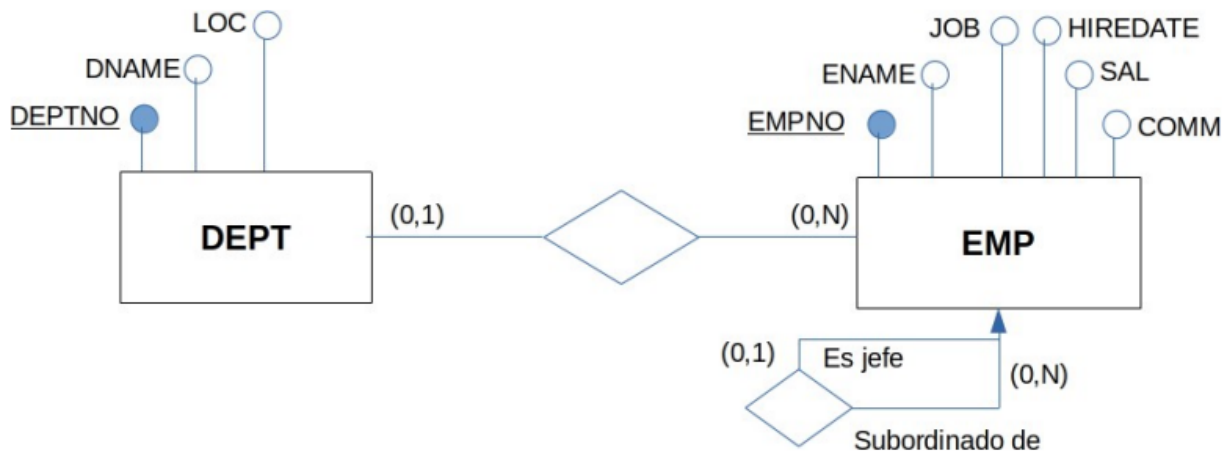 LOC
DNAME
DEPTNO
JOB
HIREDATE
ENAME
SAL
EMPNO
COMM
DEPT
(0,1)
(0,N)
EMP
(0,1)
Es jefe
(0,N)
Subordinado de